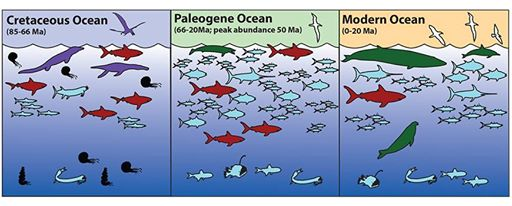 Cretaceous Ocean
(85-66 Ma)
Paleogene Ocean
(66-20Ma; peak abundance 50 Ma)
Modern Ocean
(0-20 Ma)